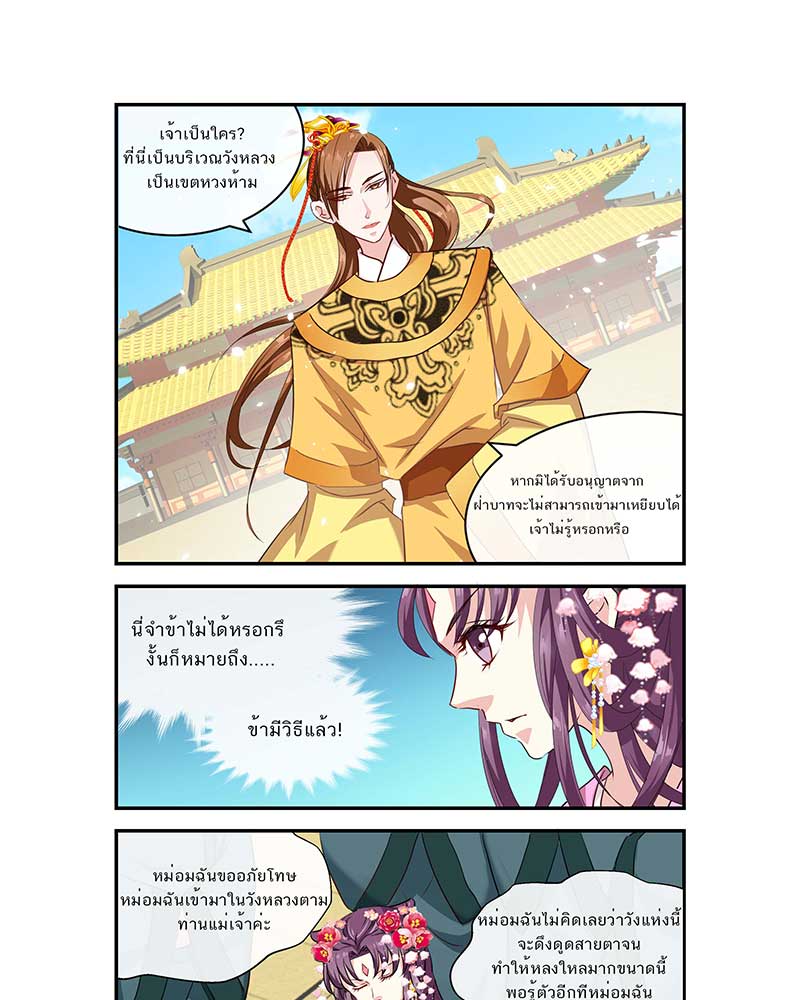 เจ้าเป็นใคร?
ที่นี่เป็นบริเวณวังหลวง
เป็นเขตหวงห้าม
หากมิได้รับอนุญาตจาก
ฝ่าบาทจะไม่สามารถเข้ามาเหยียบได้
เจ้าไม่รู้หรอกหรือ
นี่จำข้าไม่ได้หรอกรึ
งั้นก็หมายถึง.....
ข้ามีวิธีแล้ว!
หม่อมฉันขออภัยโทษ
หม่อมฉันเข้ามาในวังหลวงตาม
ท่านแม่เจ้าค่ะ
หม่อมฉันไม่คิดเลยว่าวังแห่งนี้
จะดึงดูดสายตาจน
ทำให้หลงใหลมากขนาดนี้
พอรู้ตัวอีกทีหม่อมฉัน